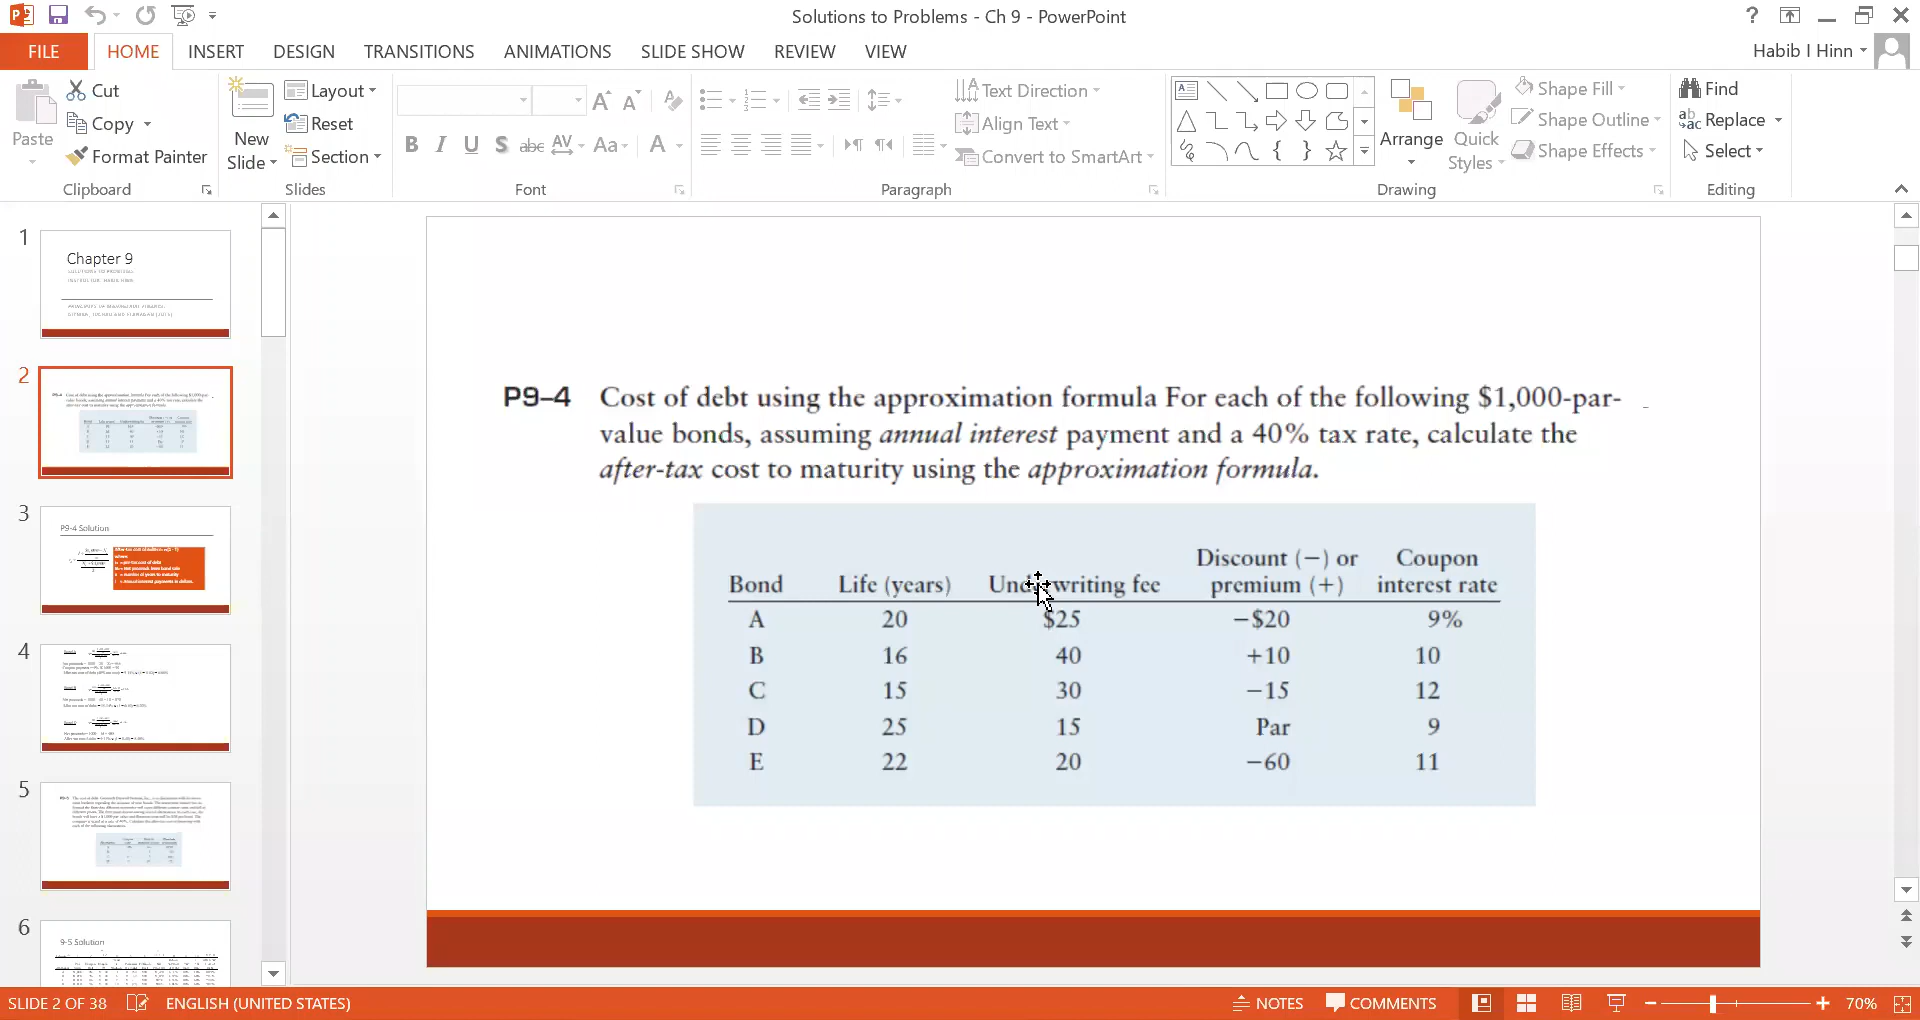 Solutions to Problems - Ch 9 - PowerPoint
FILE HOME INSERT DESIGN TRANSITIONS ANIMATIONS SLIDE SHOW REVIEW VIEW
Habib I Hinn
Paste
Cut
Copy
Format Painter
Clipboard
New
Slide
Layout
Reset
Section
Slides
Font
Text Direction
Align Text
Convert to SmartArt
Paragraph
Arrange
Quick
Styles
Shape Fill
Shape Outline
Shape Effects
Drawing
Find
Replace
Select
Editing
1
Chapter 9
2
3
P9-4 Solution
4
5
6
9-5 Solution
P9–4 Cost of debt using the approximation formula For each of the following $1,000-par-
value bonds, assuming annual interest payment and a 40% tax rate, calculate the
after-tax cost to maturity using the approximation formula.
Discount (−) or Coupon
Bond Life (years) Underwriting fee premium (+) interest rate
A 20 $25 −$20 9%
B 16 40 +10 10
C 15 30 −15 12
D 25 15 Par 9
E 22 20 −60 11
SLIDE 2 OF 38 ENGLISH (UNITED STATES) NOTES COMMENTS 70%